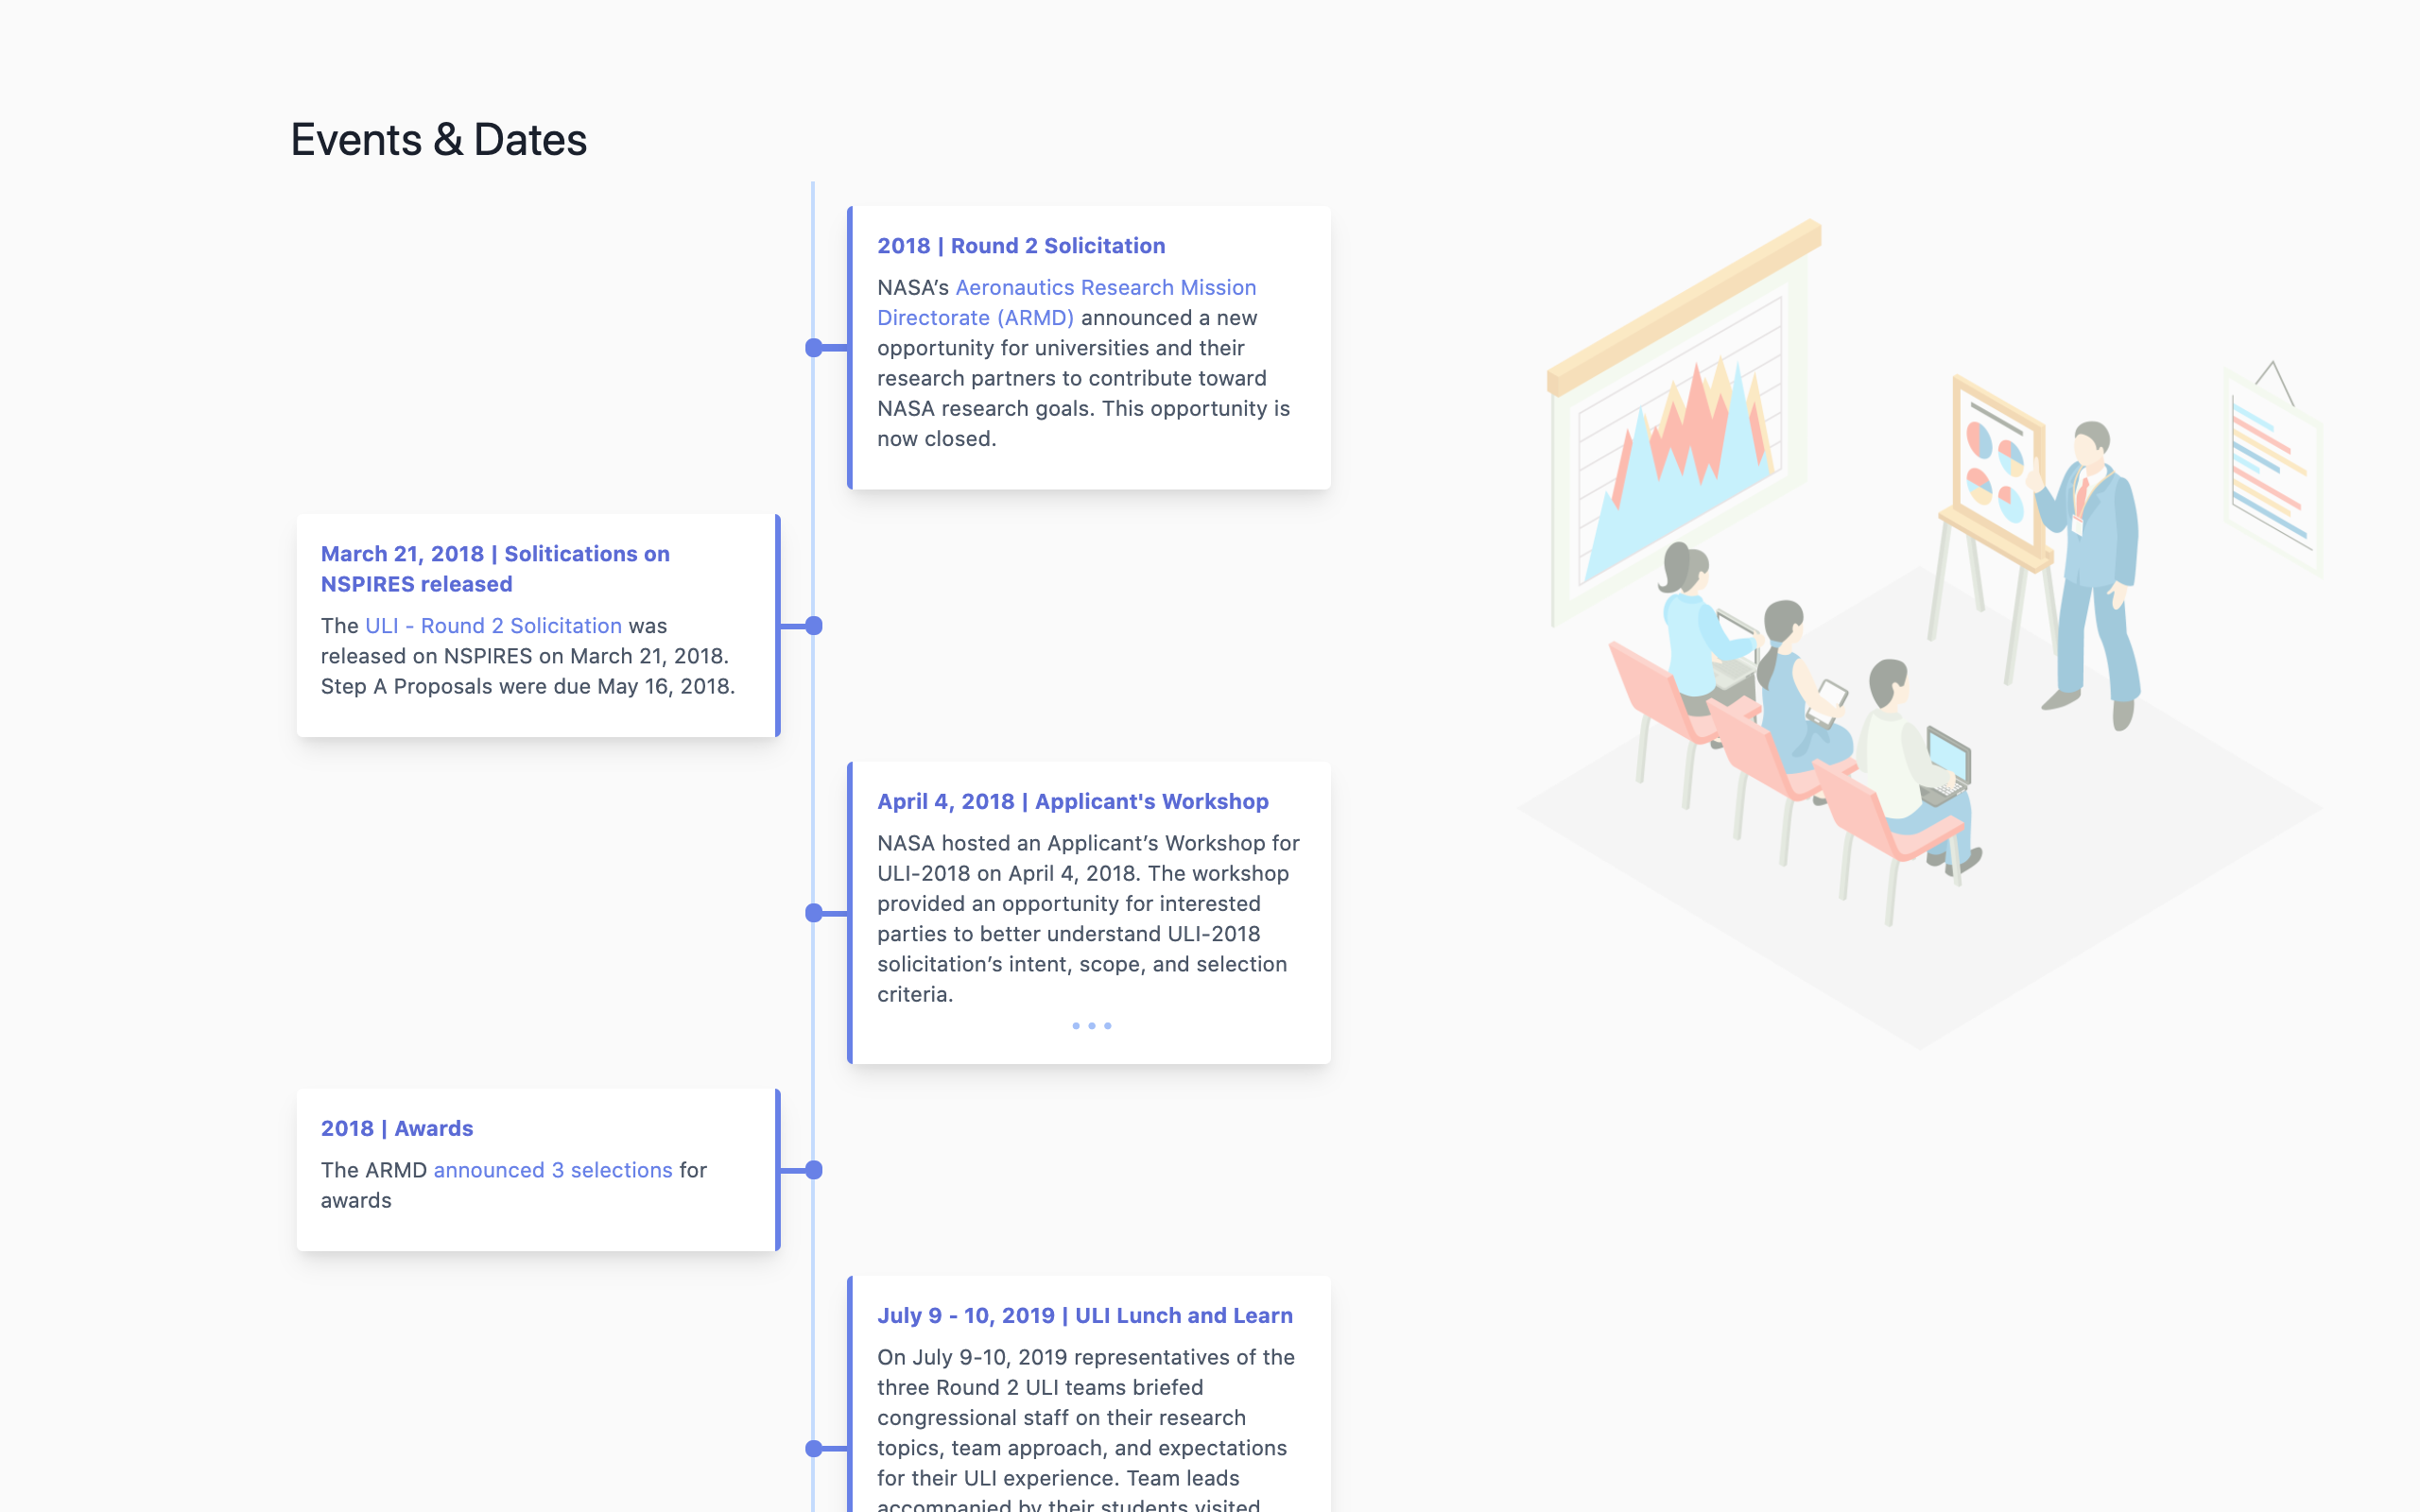 Events & Dates
2018 | Round 2 Solicitation
NASA’s Aeronautics Research Mission
Directorate (ARMD) announced a new
opportunity for universities and their
research partners to contribute toward
NASA research goals. This opportunity is
now closed.
March 21, 2018 | Solitications on
NSPIRES released
The ULI - Round 2 Solicitation was
released on NSPIRES on March 21, 2018.
Step A Proposals were due May 16, 2018.
April 4, 2018 | Applicant's Workshop
NASA hosted an Applicant’s Workshop for
ULI-2018 on April 4, 2018. The workshop
provided an opportunity for interested
parties to better understand ULI-2018
solicitation’s intent, scope, and selection
criteria.
2018 | Awards
The ARMD announced 3 selections for
awards
July 9 - 10, 2019 | ULI Lunch and Learn
On July 9-10, 2019 representatives of the
three Round 2 ULI teams briefed
congressional staff on their research
topics, team approach, and expectations
for their ULI experience. Team leads
accompanied by their students visited